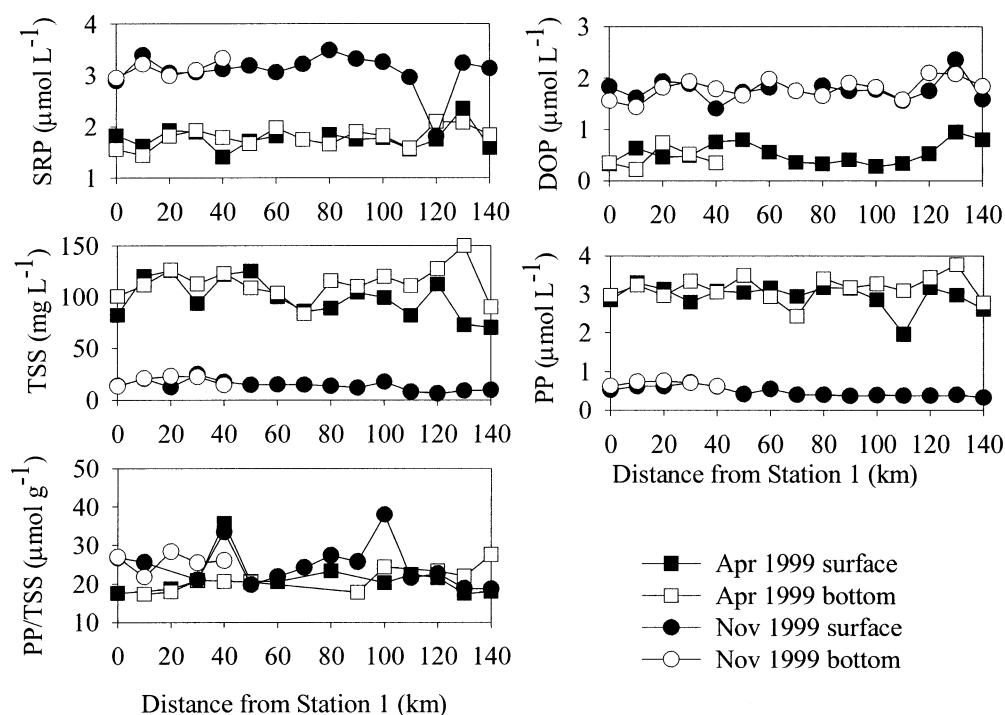 SRP (µmol L⁻¹)
4
3
2
1
0 20 40 60 80 100 120 140
DOP (µmol L⁻¹)
3
2
1
0
0 20 40 60 80 100 120 140
TSS (mg L⁻¹)
150
100
50
0
0 20 40 60 80 100 120 140
PP (µmol L⁻¹)
4
3
2
1
0
0 20 40 60 80 100 120 140
Distance from Station 1 (km)
PP/TSS (µmol g⁻¹)
50
40
30
20
10
0 20 40 60 80 100 120 140
Distance from Station 1 (km)
Apr 1999 surface
Apr 1999 bottom
Nov 1999 surface
Nov 1999 bottom